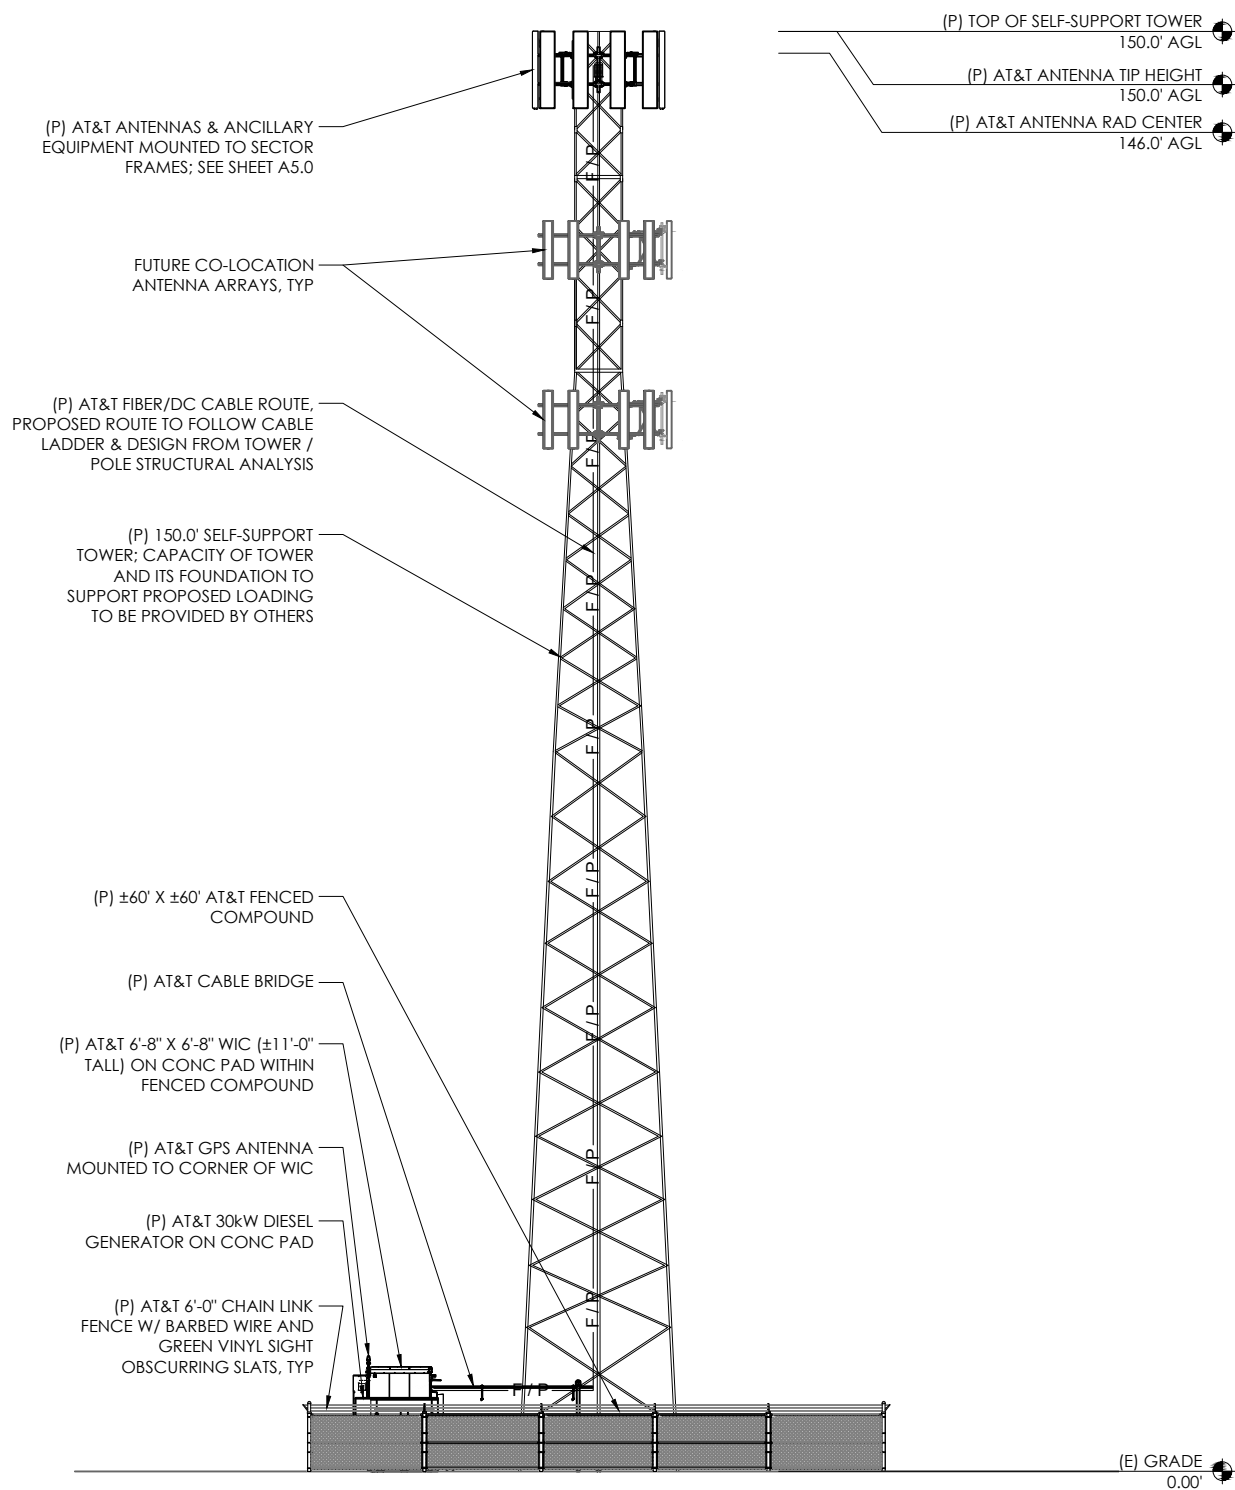 (P) TOP OF SELF-SUPPORT TOWER
150.0' AGL
(P) AT&T ANTENNA TIP HEIGHT
150.0' AGL
(P) AT&T ANTENNA RAD CENTER
146.0' AGL
(P) AT&T ANTENNAS & ANCILLARY
EQUIPMENT MOUNTED TO SECTOR
FRAMES; SEE SHEET A5.0
FUTURE CO-LOCATION
ANTENNA ARRAYS, TYP
(P) AT&T FIBER/DC CABLE ROUTE,
PROPOSED ROUTE TO FOLLOW CABLE
LADDER & DESIGN FROM TOWER /
POLE STRUCTURAL ANALYSIS
(P) 150.0' SELF-SUPPORT
TOWER; CAPACITY OF TOWER
AND ITS FOUNDATION TO
SUPPORT PROPOSED LOADING
TO BE PROVIDED BY OTHERS
(P) ±60' X ±60' AT&T FENCED
COMPOUND
(P) AT&T CABLE BRIDGE
(P) AT&T 6'-8" X 6'-8" WIC (±11'-0"
TALL) ON CONC PAD WITHIN
FENCED COMPOUND
(P) AT&T GPS ANTENNA
MOUNTED TO CORNER OF WIC
(P) AT&T 30kW DIESEL
GENERATOR ON CONC PAD
(P) AT&T 6'-0" CHAIN LINK
FENCE W/ BARBED WIRE AND
GREEN VINYL SIGHT
OBSCURRING SLATS, TYP
F / P
F / P
F / P
F / P
F / P
F / P
F / P
F / P
F / P
F / P
(E) GRADE
0.00'